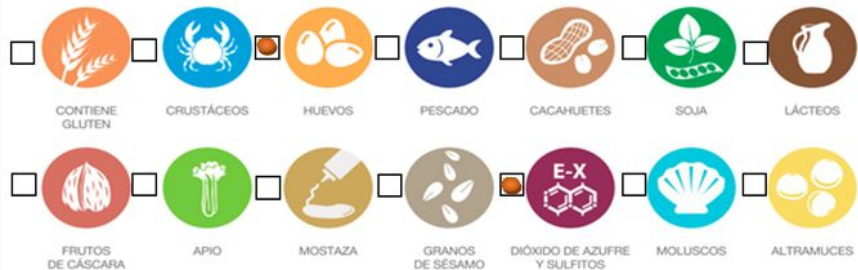 CONTIENE
GLUTEN
CRUSTÁCEOS
HUEVOS
PESCADO
CACAHUETES
SOJA
LÁCTEOS
E-X
FRUTOS
DE CÁSCARA
APIO
MOSTAZA
GRANOS
DE SÉSAMO
DIÓXIDO DE AZUFRE
Y SULFITOS
MOLUSCOS
ALTRAMUCES